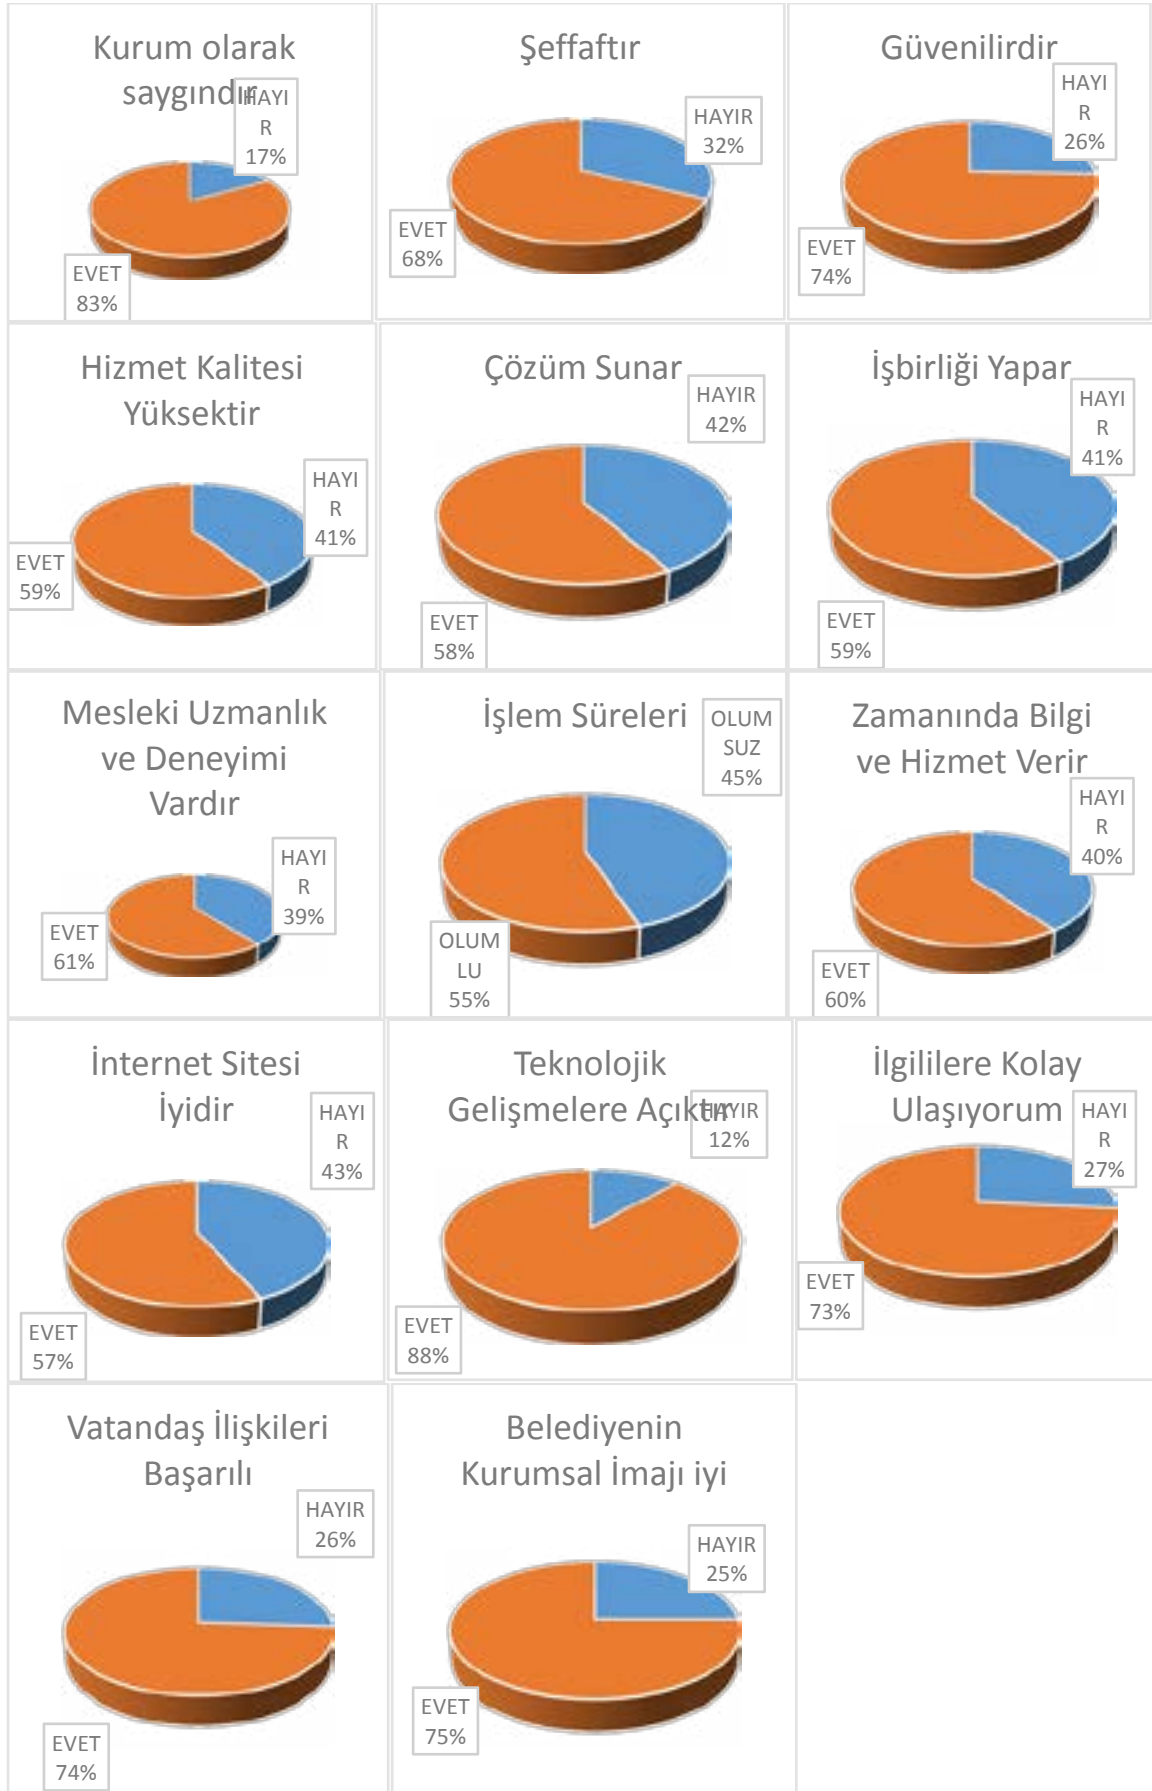 Kurum olarak
saygındır
HAYI
R
17%
EVET
83%
Şeffaftır
HAYIR
32%
EVET
68%
Güvenilirdir
HAYI
R
26%
EVET
74%
Hizmet Kalitesi
Yüksektir
HAYI
R
41%
EVET
59%
Çözüm Sunar
HAYIR
42%
EVET
58%
İşbirliği Yapar
HAYI
R
41%
EVET
59%
Mesleki Uzmanlık
ve Deneyimi
Vardır
HAYI
R
39%
EVET
61%
İşlem Süreleri
OLUM
SUZ
45%
OLUM
LU
55%
Zamanında Bilgi
ve Hizmet Verir
HAYI
R
40%
EVET
60%
İnternet Sitesi
İyidir
HAYI
R
43%
EVET
57%
Teknolojik
Gelişmelere Açıktır
HAYIR
12%
EVET
88%
İlgililere Kolay
Ulaşıyorum
HAYI
R
27%
EVET
73%
Vatandaş İlişkileri
Başarılı
HAYIR
26%
EVET
74%
Belediyenin
Kurumsal İmajı iyi
HAYIR
25%
EVET
75%